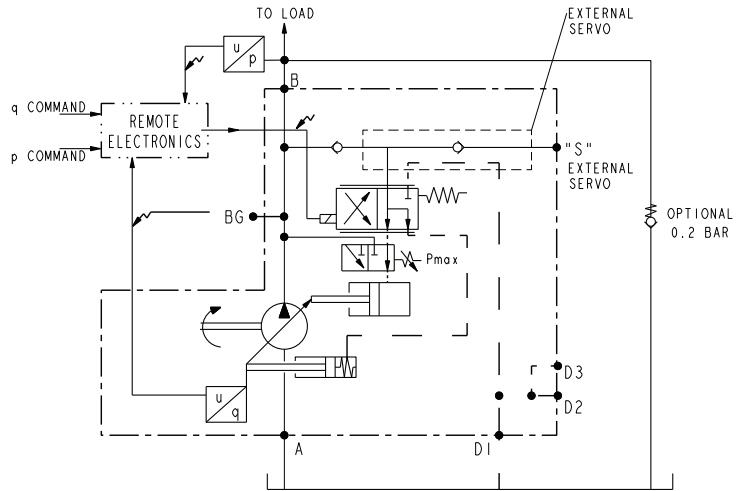 TO LOAD
EXTERNAL
SERVO
u
p
B
q COMMAND
REMOTE
ELECTRONICS
p COMMAND
"S"
EXTERNAL
SERVO
BG
OPTIONAL
0.2 BAR
Pmax
D3
D2
u
q
A
D1